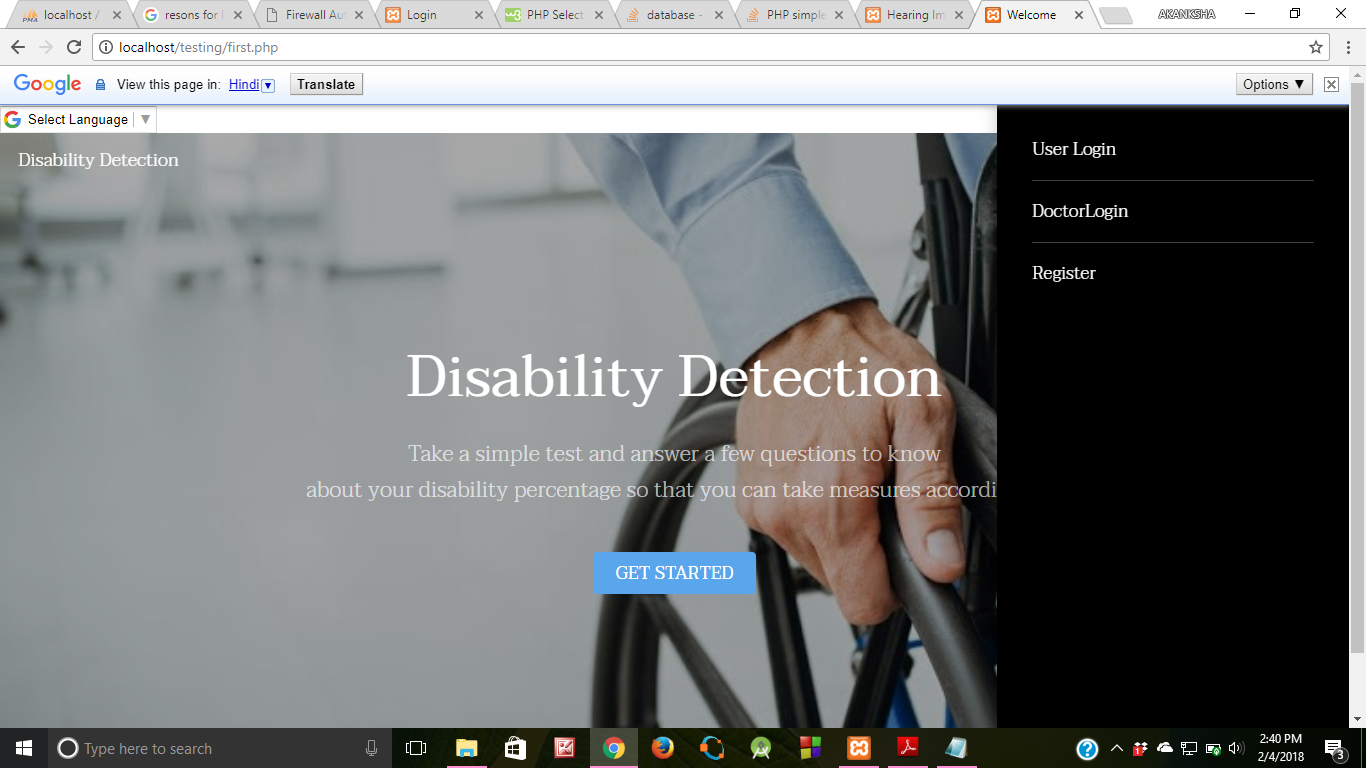 localhost /
resons for
Firewall Aut
Login
PHP Select
database -
PHP simple
Hearing Im
Welcome
AKANKSHA
localhost/testing/first.php
Google View this page in: Hindi Translate Options ▼
G Select Language ▼
Disability Detection
User Login
DoctorLogin
Register
Disability Detection
Take a simple test and answer a few questions to know
about your disability percentage so that you can take measures accordi
GET STARTED
Type here to search
2:40 PM
2/4/2018
3